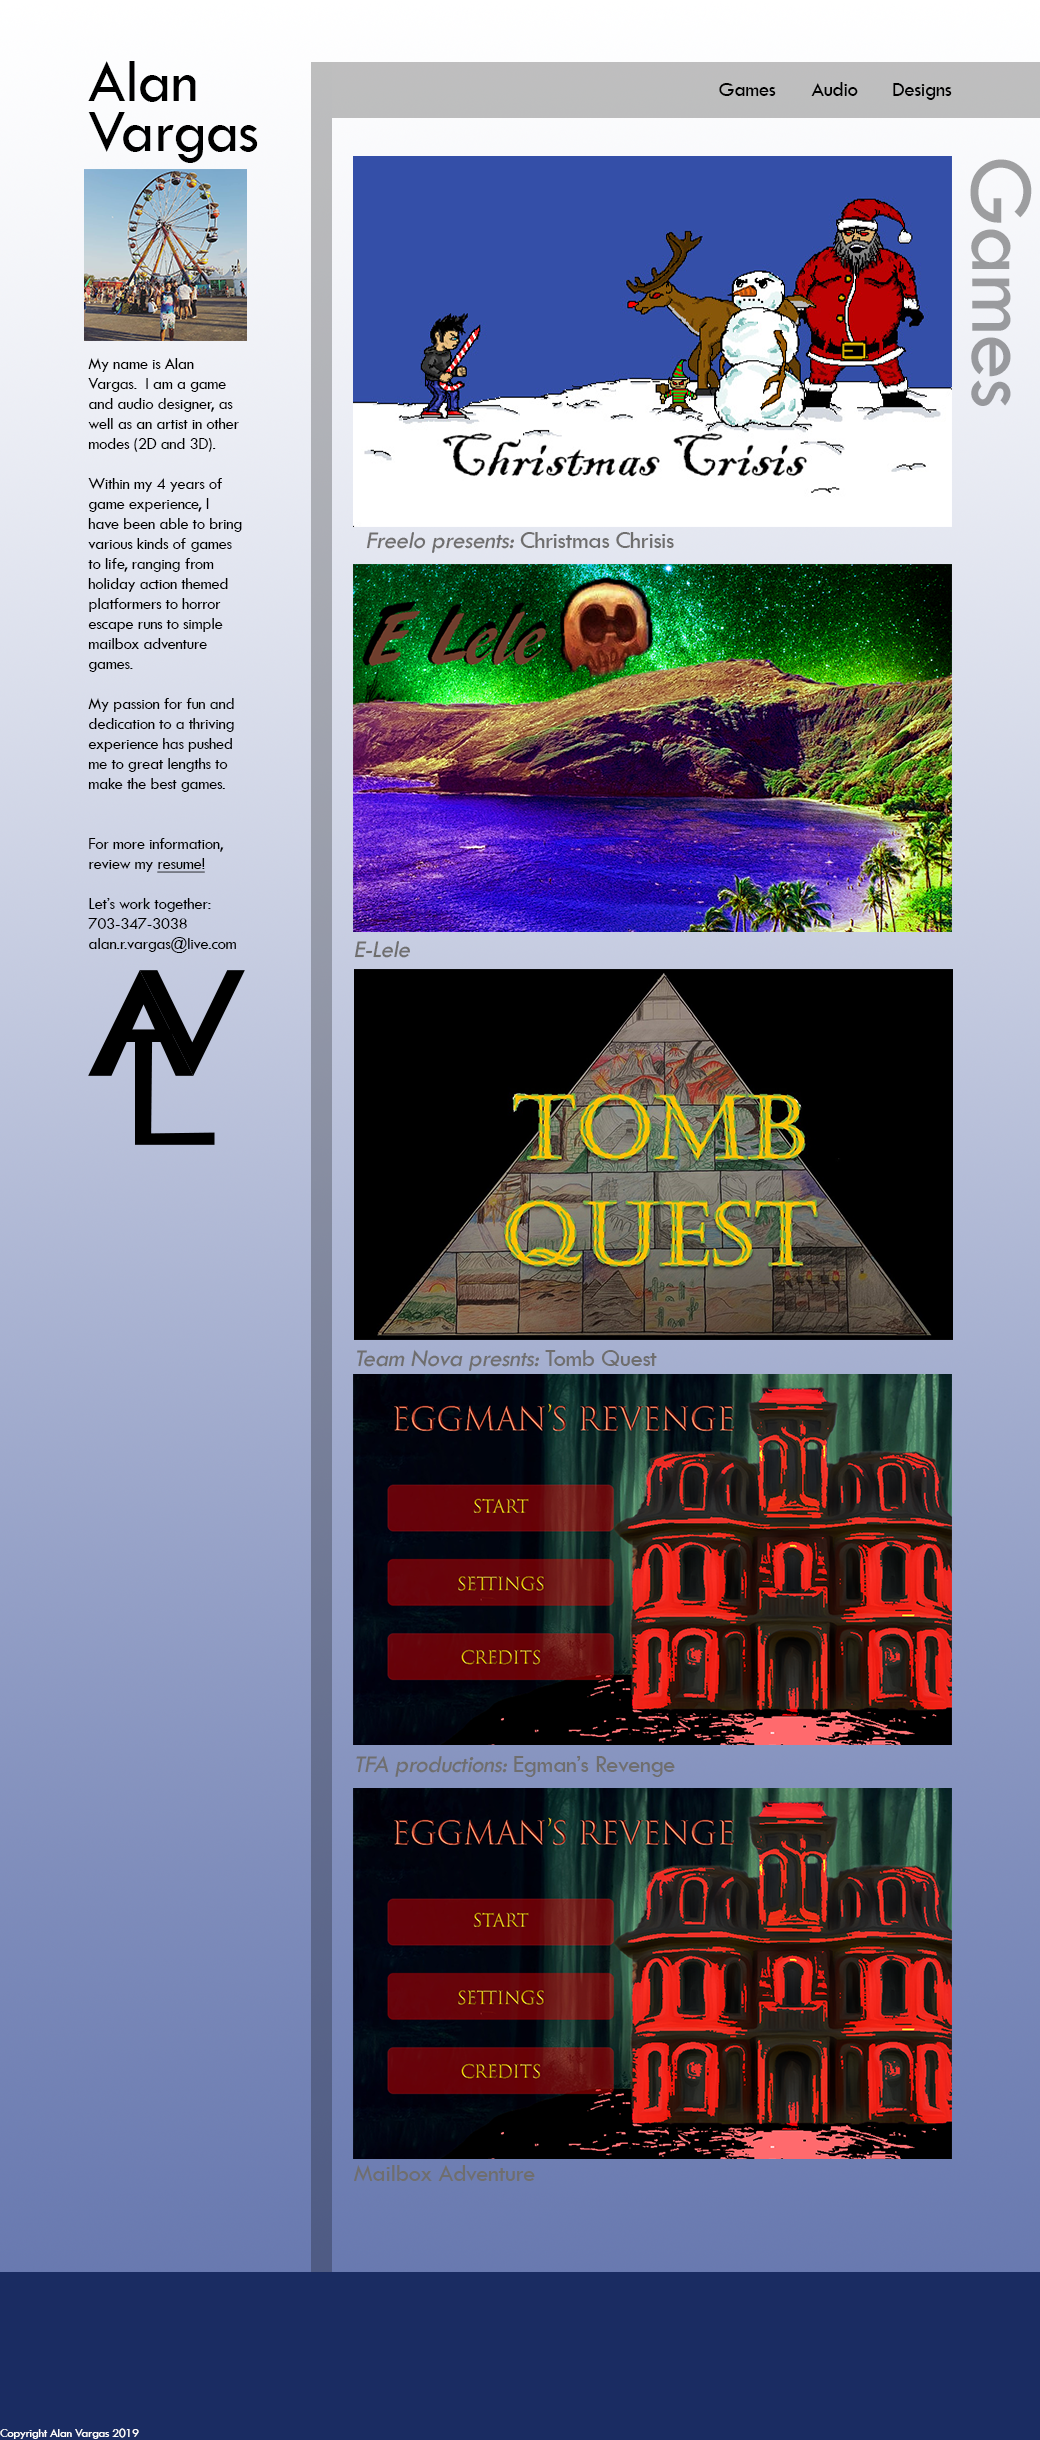 Alan
Vargas
My name is Alan
Vargas. I am a game
and audio designer, as
well as an artist in other
modes (2D and 3D).
Within my 4 years of
game experience, I
have been able to bring
various kinds of games
to life, ranging from
holiday action themed
platformers to horror
escape runs to simple
mailbox adventure
games.
My passion for fun and
dedication to a thriving
experience has pushed
me to great lengths to
make the best games.
For more information,
review my resume!
Let's work together:
703-347-3038
alan.r.vargas@live.com
AVL
Games Audio Designs
Games
Christmas Crisis
Freelo presents: Christmas Chrisis
E Lele
E-Lele
TOMB
QUEST
Team Nova presnts: Tomb Quest
EGGMAN'S REVENGE
START
SETTINGS
CREDITS
TFA productions: Egman's Revenge
EGGMAN'S REVENGE
START
SETTINGS
CREDITS
Mailbox Adventure
Copyright Alan Vargas 2019